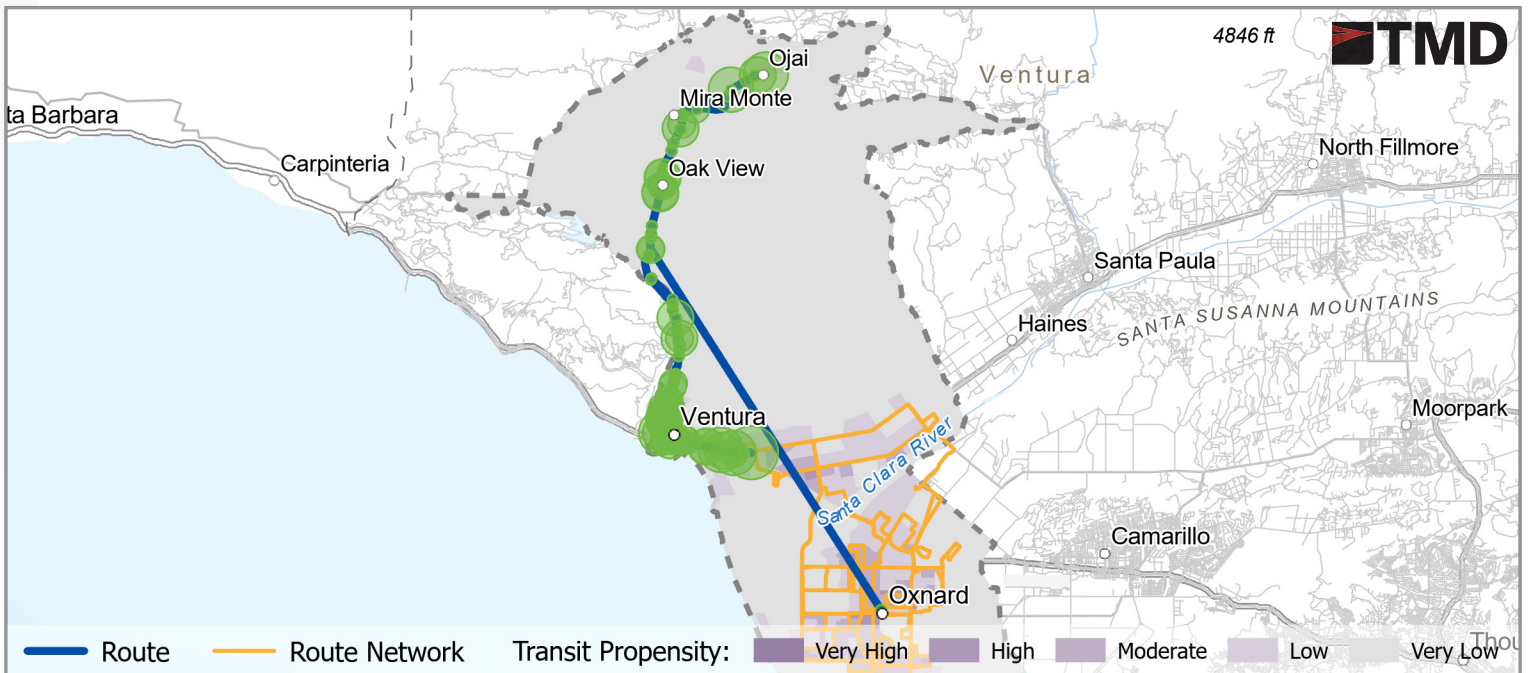 4846 ft
TMD
Ojai
Ventura
Mira Monte
ta Barbara
Carpinteria
North Fillmore
Oak View
Santa Paula
SANTA SUSANNA MOUNTAINS
Haines
Moorpark
Ventura
Santa Clara River
Camarillo
Oxnard
Thou
Route
Route Network
Transit Propensity:
Very High
High
Moderate
Low
Very Low